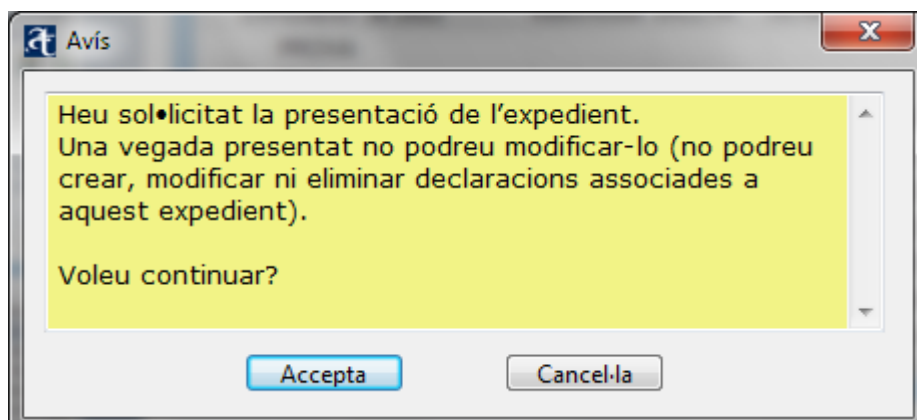 Avís
Heu sol•licitat la presentació de l’expedient.
Una vegada presentat no podreu modificar-lo (no podreu
crear, modificar ni eliminar declaracions associades a
aquest expedient).
Voleu continuar?
Accepta
Cancel·la